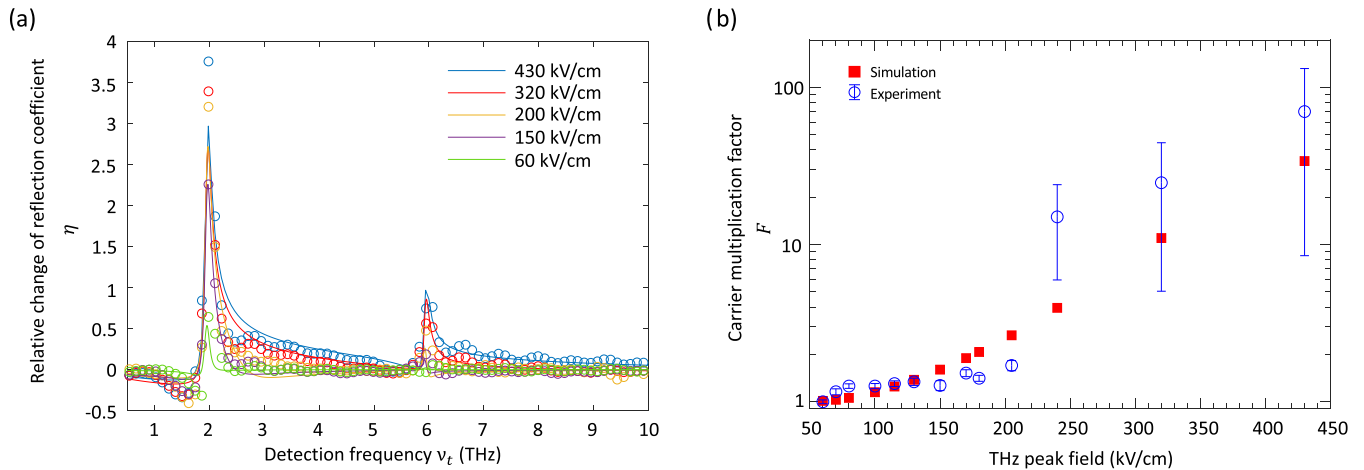 (a)
Relative change of reflection coefficient
η
4
3.5
3
2.5
2
1.5
1
0.5
0
-0.5
430 kV/cm
320 kV/cm
200 kV/cm
150 kV/cm
60 kV/cm
1 2 3 4 5 6 7 8 9 10
Detection frequency ν_t (THz)
(b)
Carrier multiplication factor
F
100
10
1
Simulation
Experiment
50 100 150 200 250 300 350 400 450
THz peak field (kV/cm)